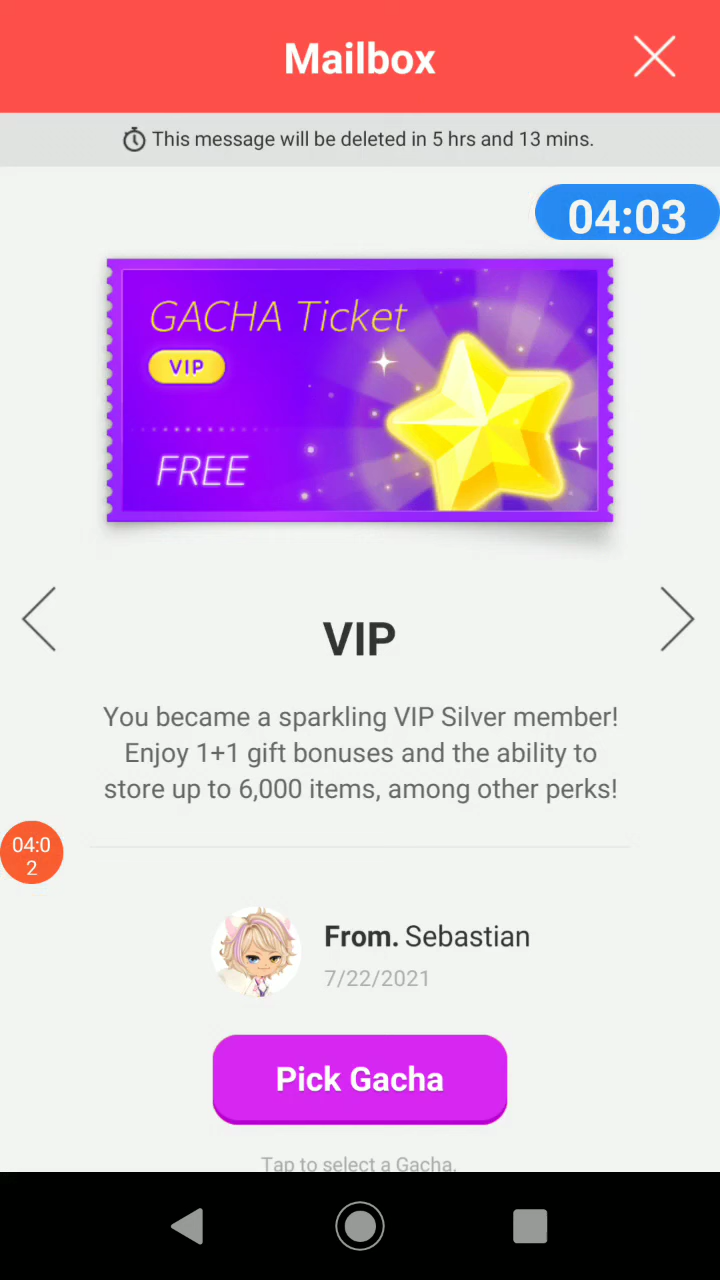 Mailbox
This message will be deleted in 5 hrs and 13 mins.
04:03
GACHA Ticket
VIP
FREE
VIP
You became a sparkling VIP Silver member!
Enjoy 1+1 gift bonuses and the ability to
store up to 6,000 items, among other perks!
04:0
2
From. Sebastian
7/22/2021
Pick Gacha
Tap to select a Gacha.